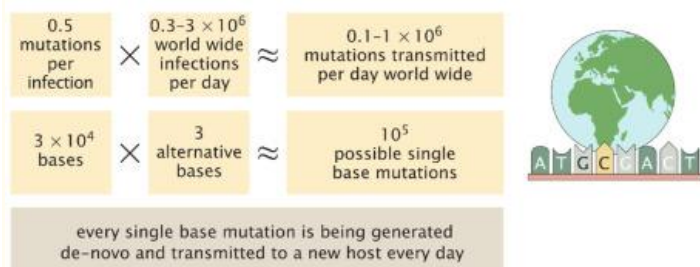 0.5 mutations per infection × 0.3-3 × 10⁶ world wide infections per day ≈ 0.1-1 × 10⁶ mutations transmitted per day world wide
3 × 10⁴ bases × 3 alternative bases ≈ 10⁵ possible single base mutations
A T G C G A C T
every single base mutation is being generated
de-novo and transmitted to a new host every day